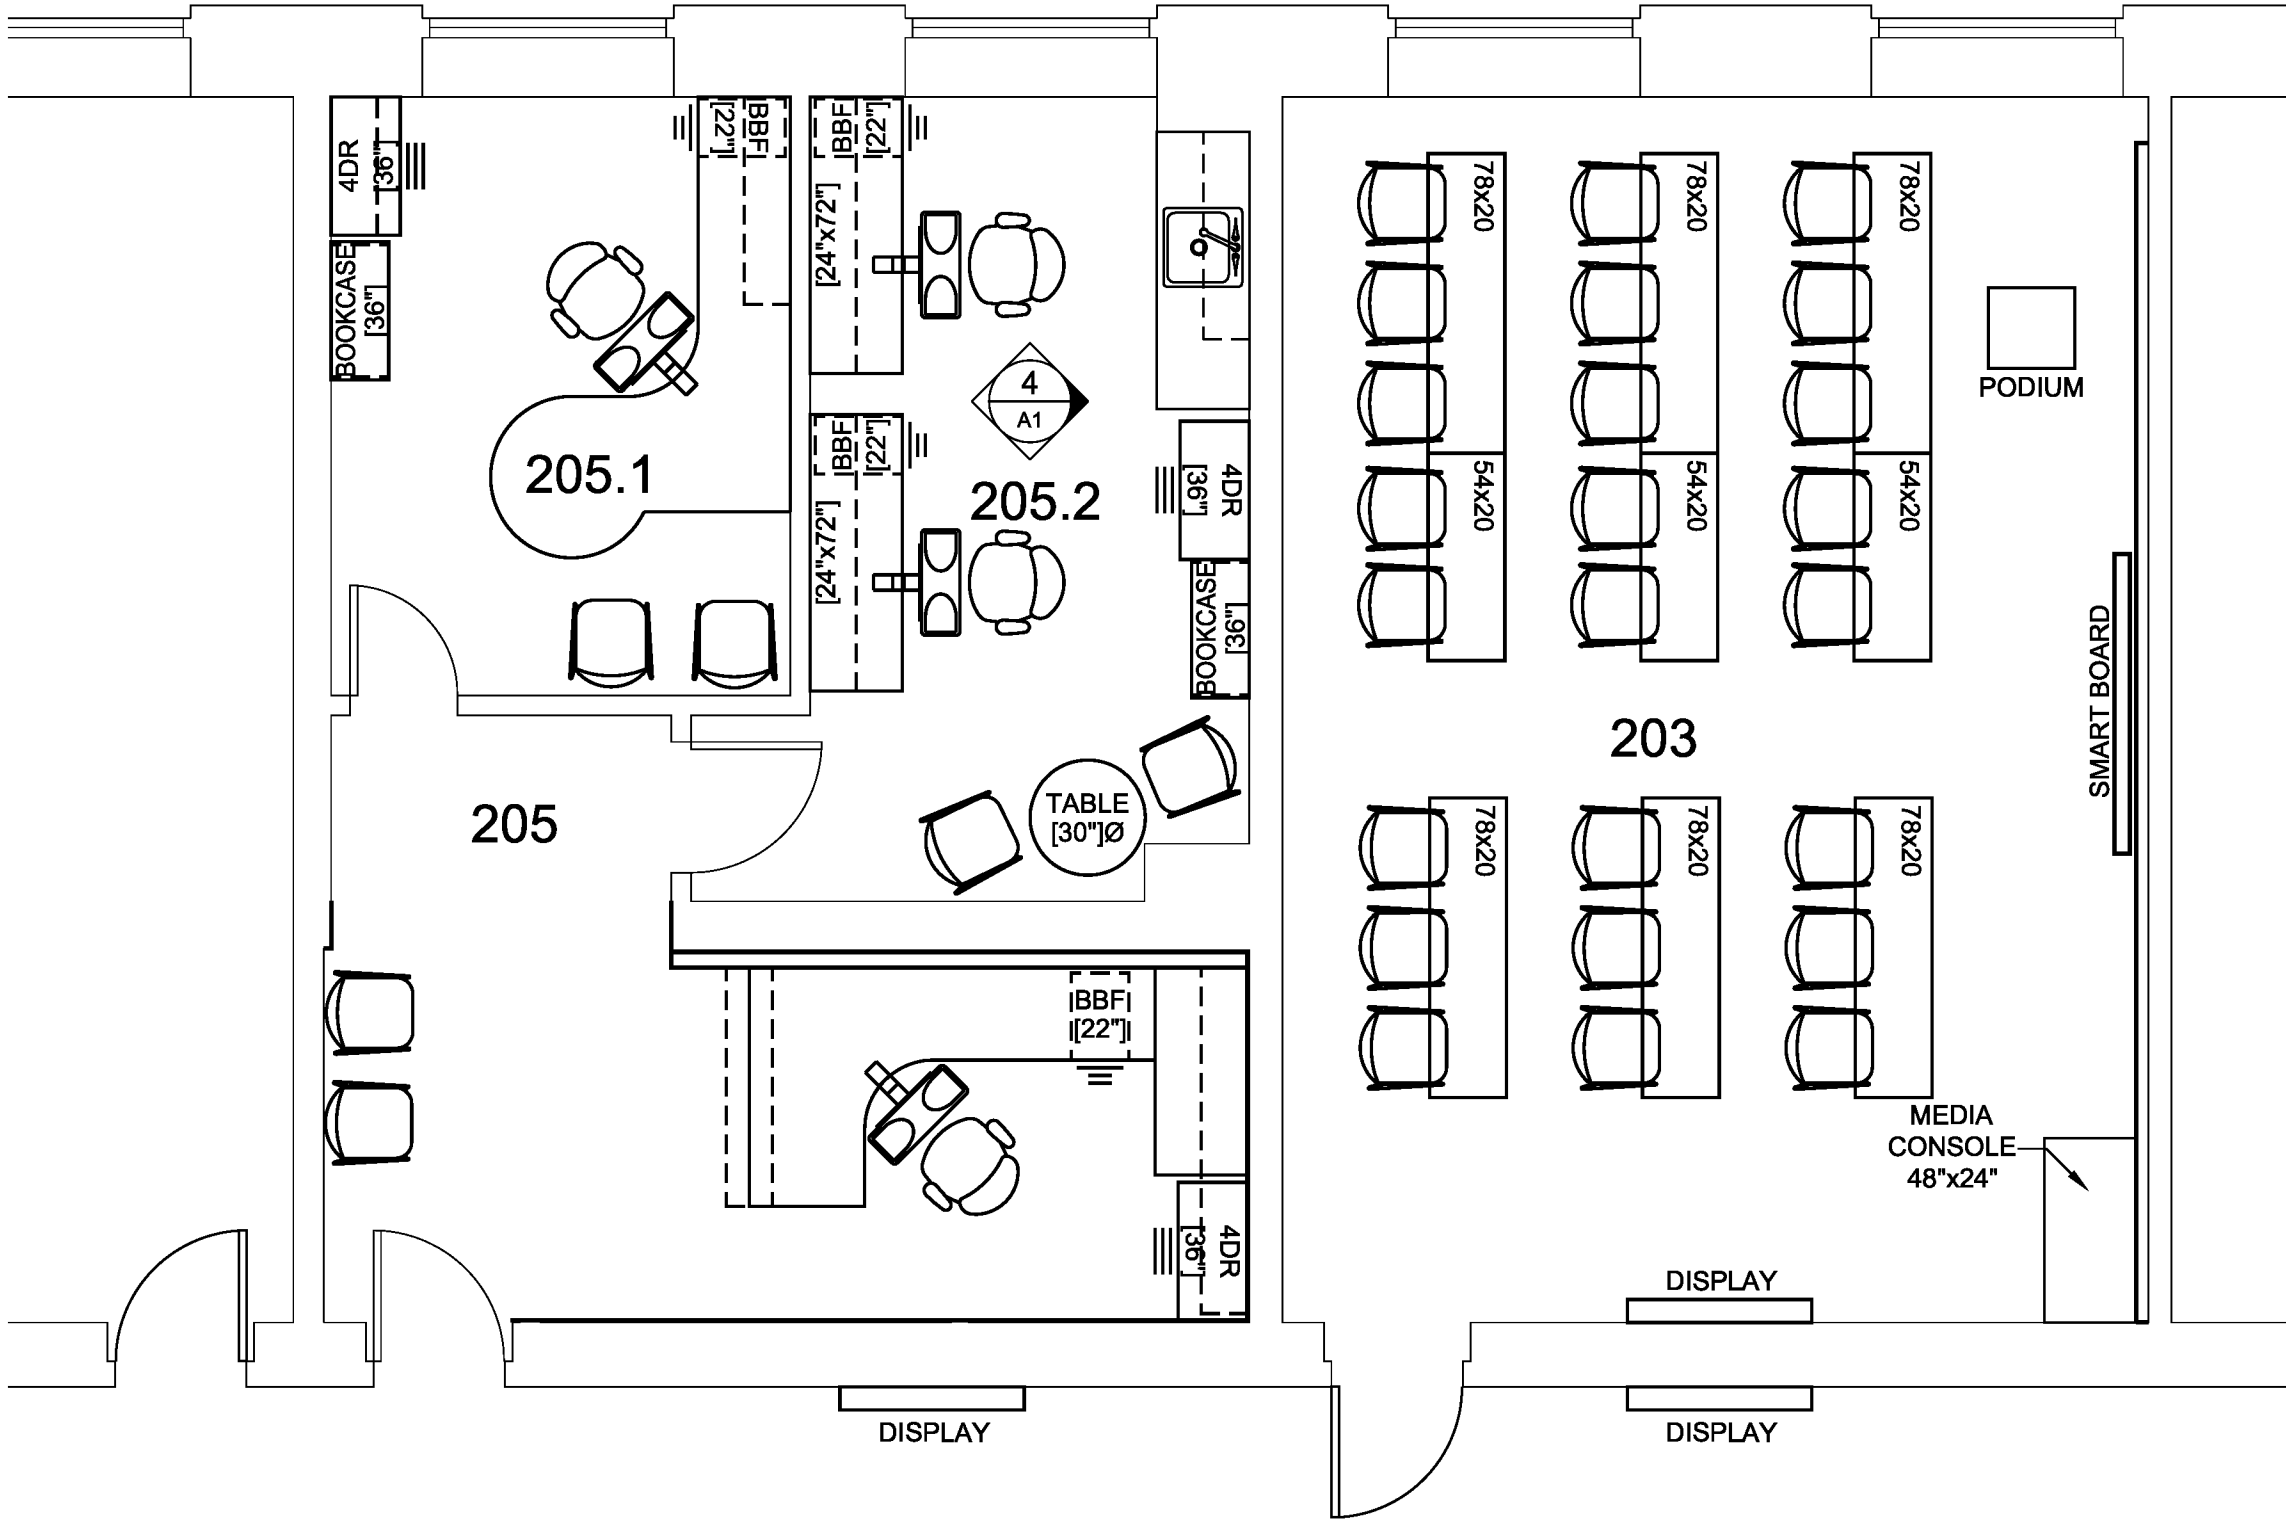 4DR
[36"]
BOOKCASE
[36"]
BBF
[22"]
205.1
BBF
[22"]
[24"x72"]
BBF
[22"]
[24"x72"]
4
A1
205.2
4DR
[36"]
BOOKCASE
[36"]
TABLE
[30"]Ø
205
BBF
[22"]
4DR
[36"]
DISPLAY
78x20
78x20
78x20
54x20
54x20
54x20
PODIUM
SMART BOARD
203
78x20
78x20
78x20
MEDIA
CONSOLE
48"x24"
DISPLAY
DISPLAY